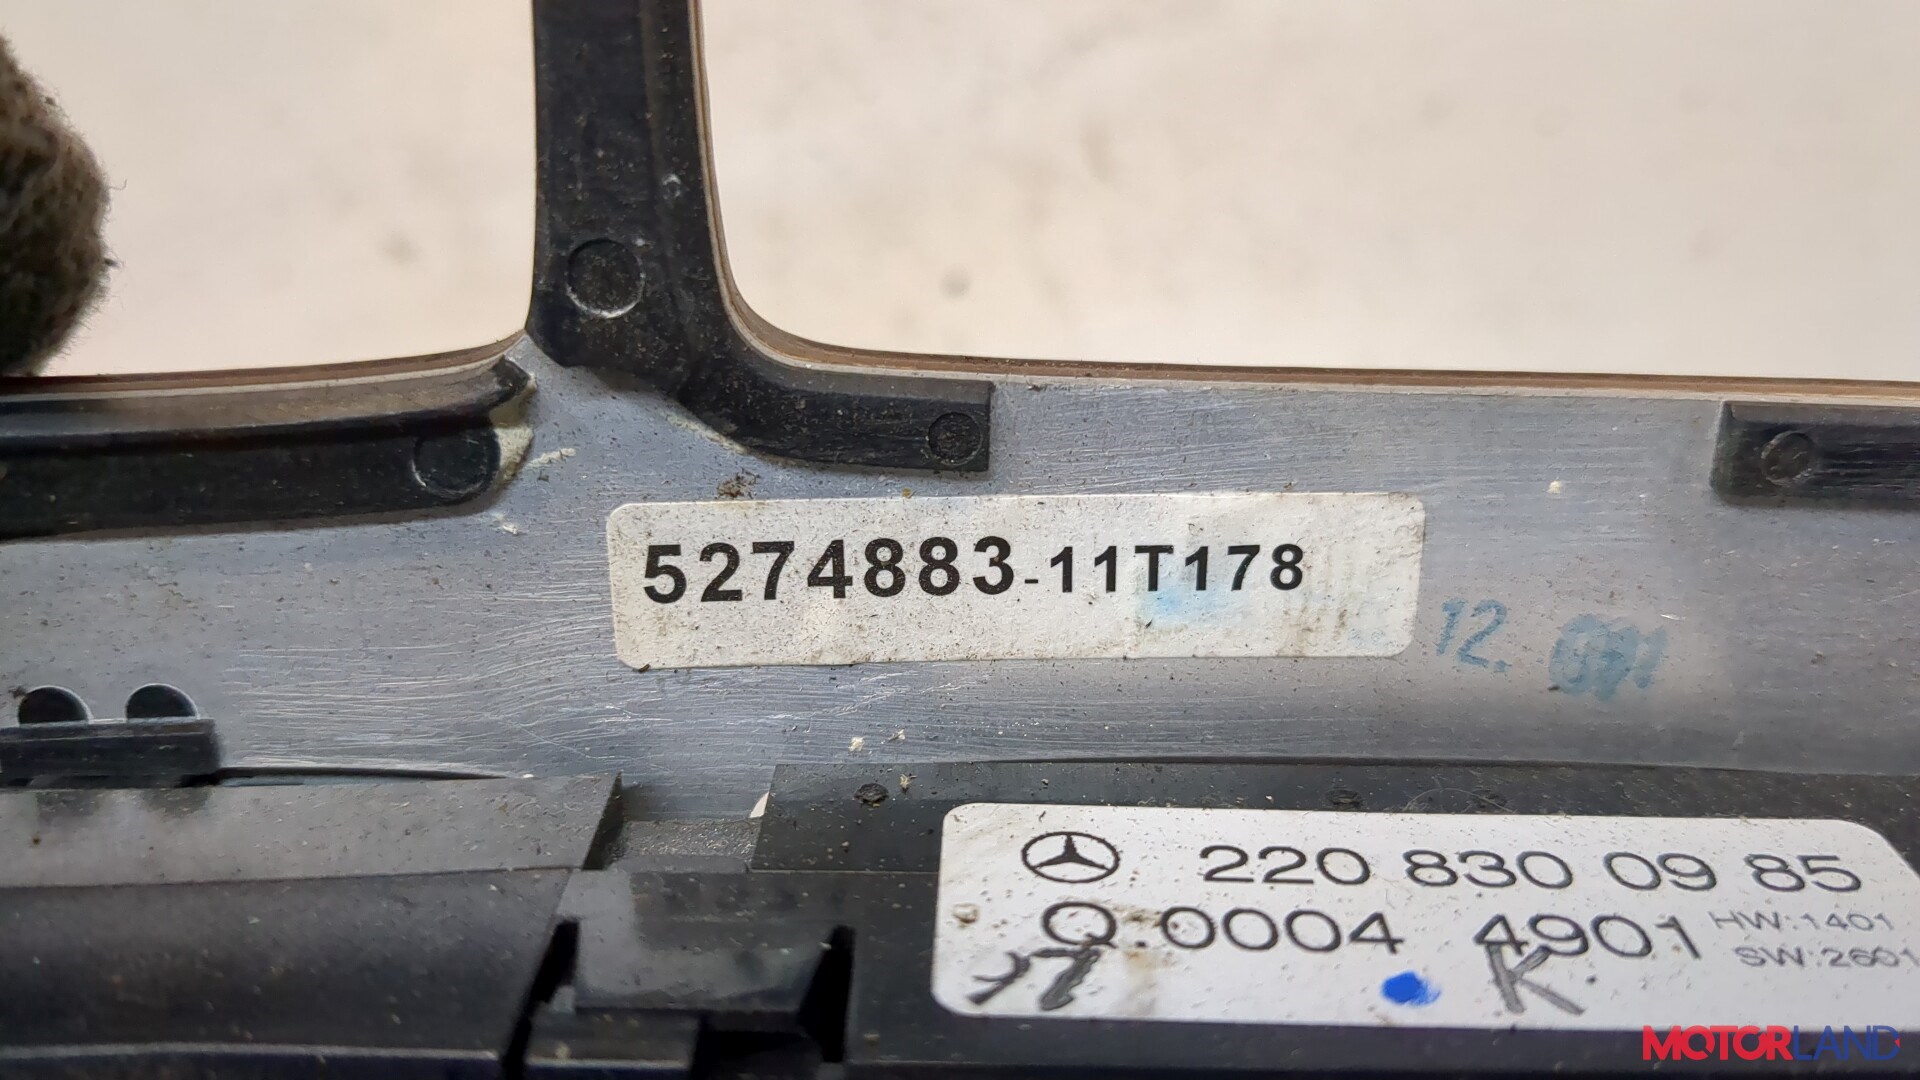 5274883-11T178
12.
220 830 09 85
Q.0004 4901
HW:1401
SW:2601
K
MOTORLAND